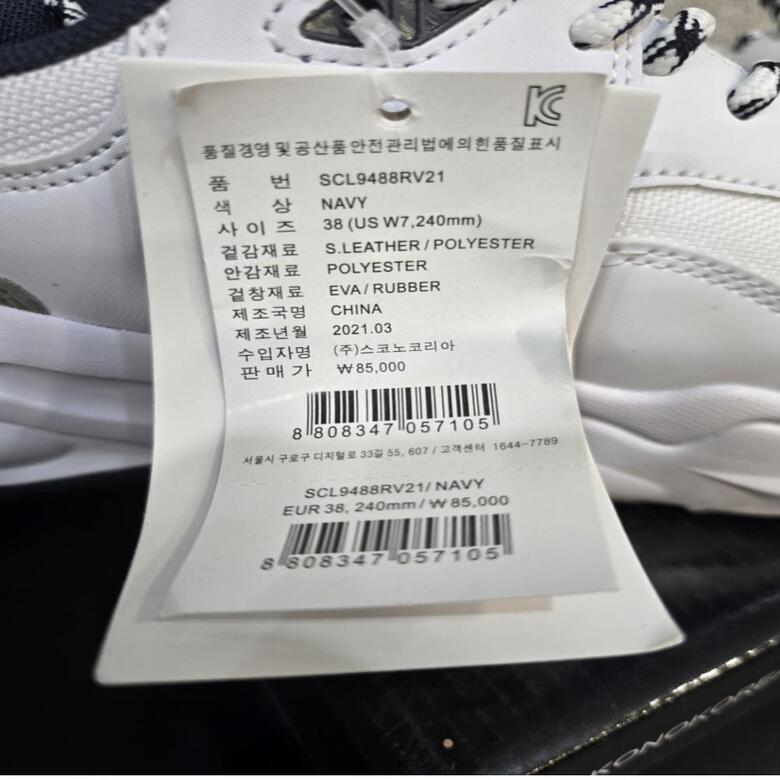 KC
품질경영 및 공산품 안전관리법에 의힌 품질표시
품 번 SCL9488RV21
색 상 NAVY
사 이 즈 38 (US W7,240mm)
겉감재료 S.LEATHER / POLYESTER
안감재료 POLYESTER
겉창재료 EVA / RUBBER
제조국명 CHINA
제조년월 2021.03
수입자명 (주)스코노코리아
판 매 가 ₩85,000
8 808347 057105
서울시 구로구 디지털로 33길 55, 607 / 고객센터 1644-7789
SCL9488RV21/ NAVY
EUR 38, 240mm / ₩85,000
8 808347 057105